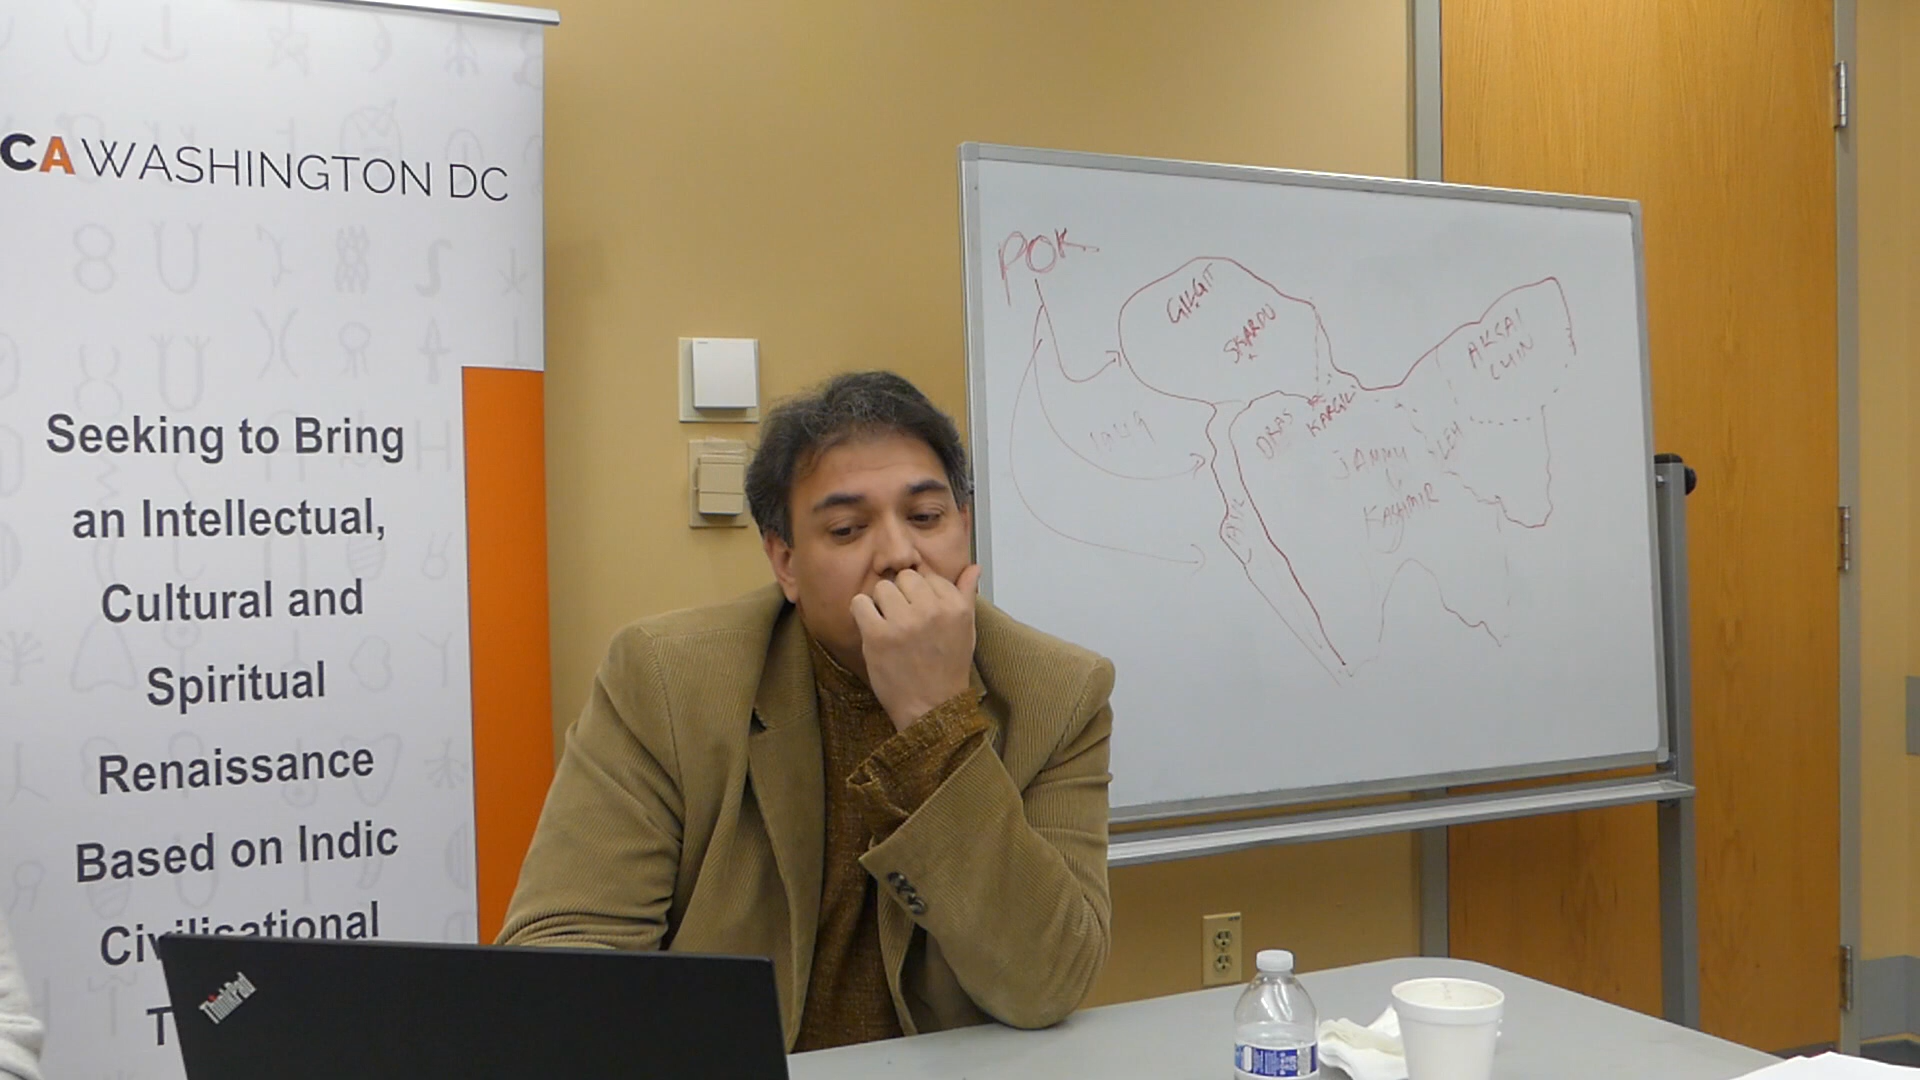 CA WASHINGTON DC
Seeking to Bring
an Intellectual,
Cultural and
Spiritual
Renaissance
Based on Indic
Civilisational
T
ThinkPad
POK
GILGIT
SKARDU
AKSAI
CHIN
DRAS
KARGIL
LEH
JAMMU
KASHMIR